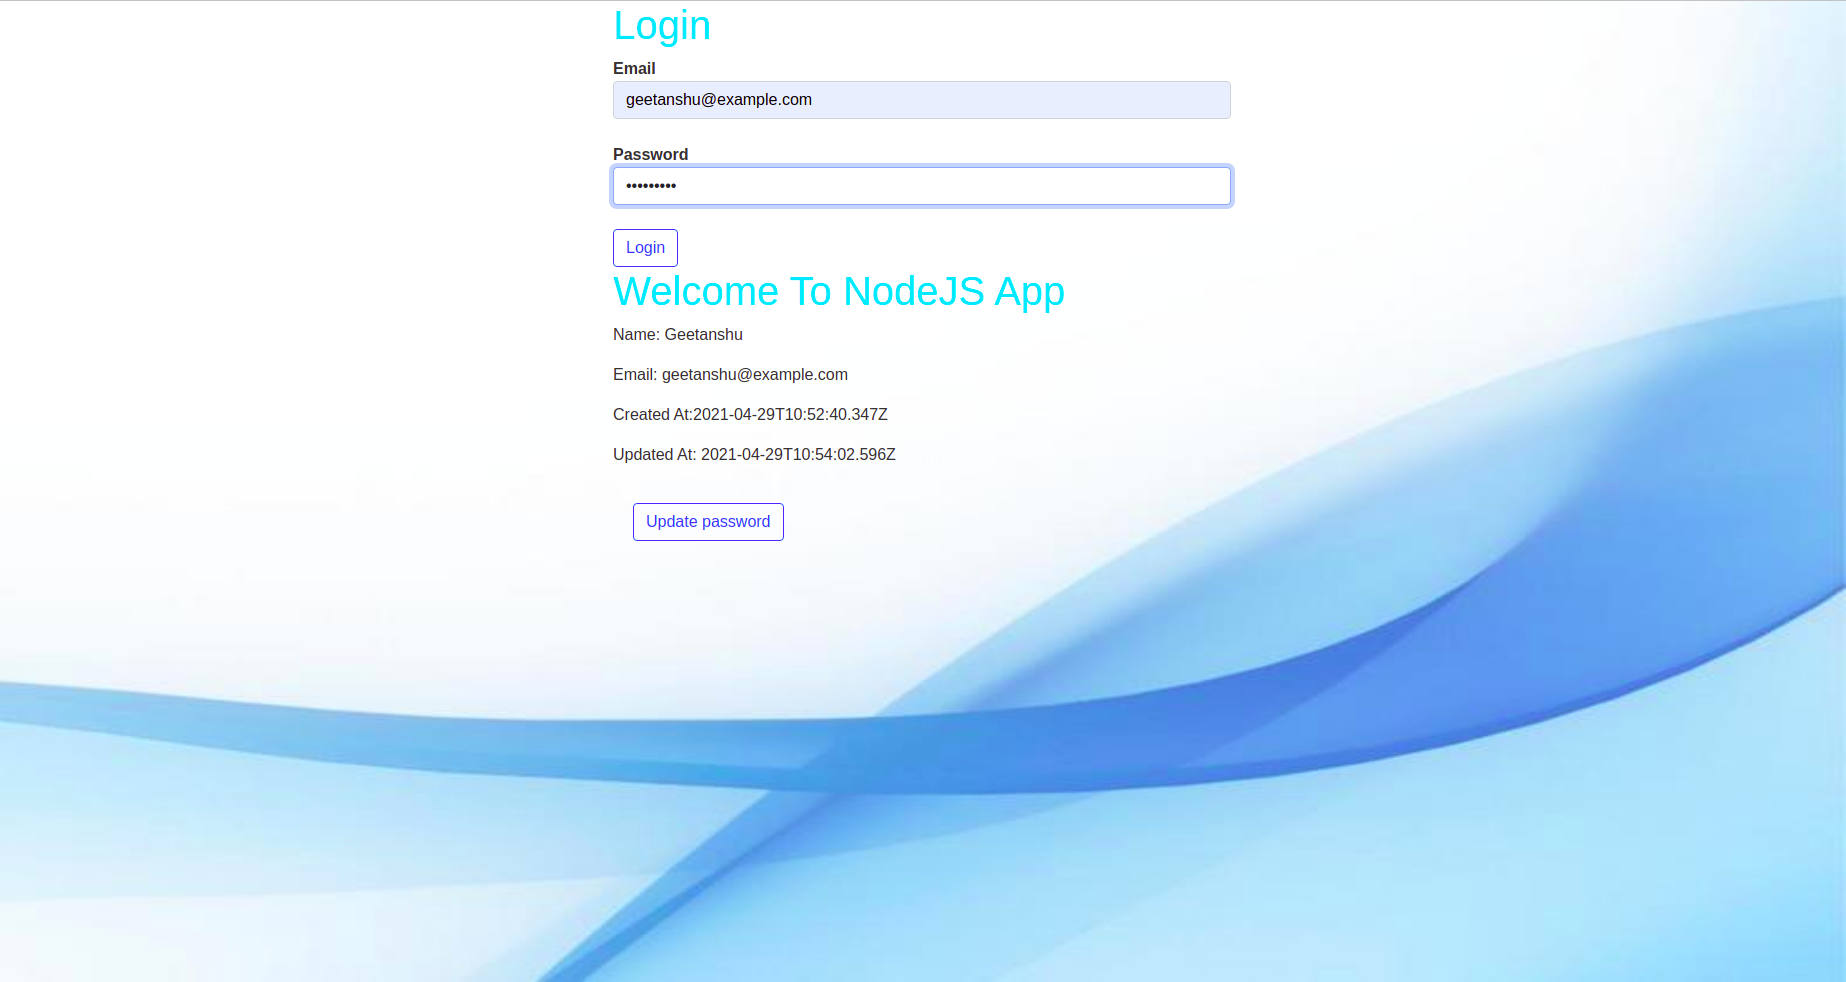 Login
Email
geetanshu@example.com
Password
•••••••••
Login
Welcome To NodeJS App
Name: Geetanshu
Email: geetanshu@example.com
Created At:2021-04-29T10:52:40.347Z
Updated At: 2021-04-29T10:54:02.596Z
Update password